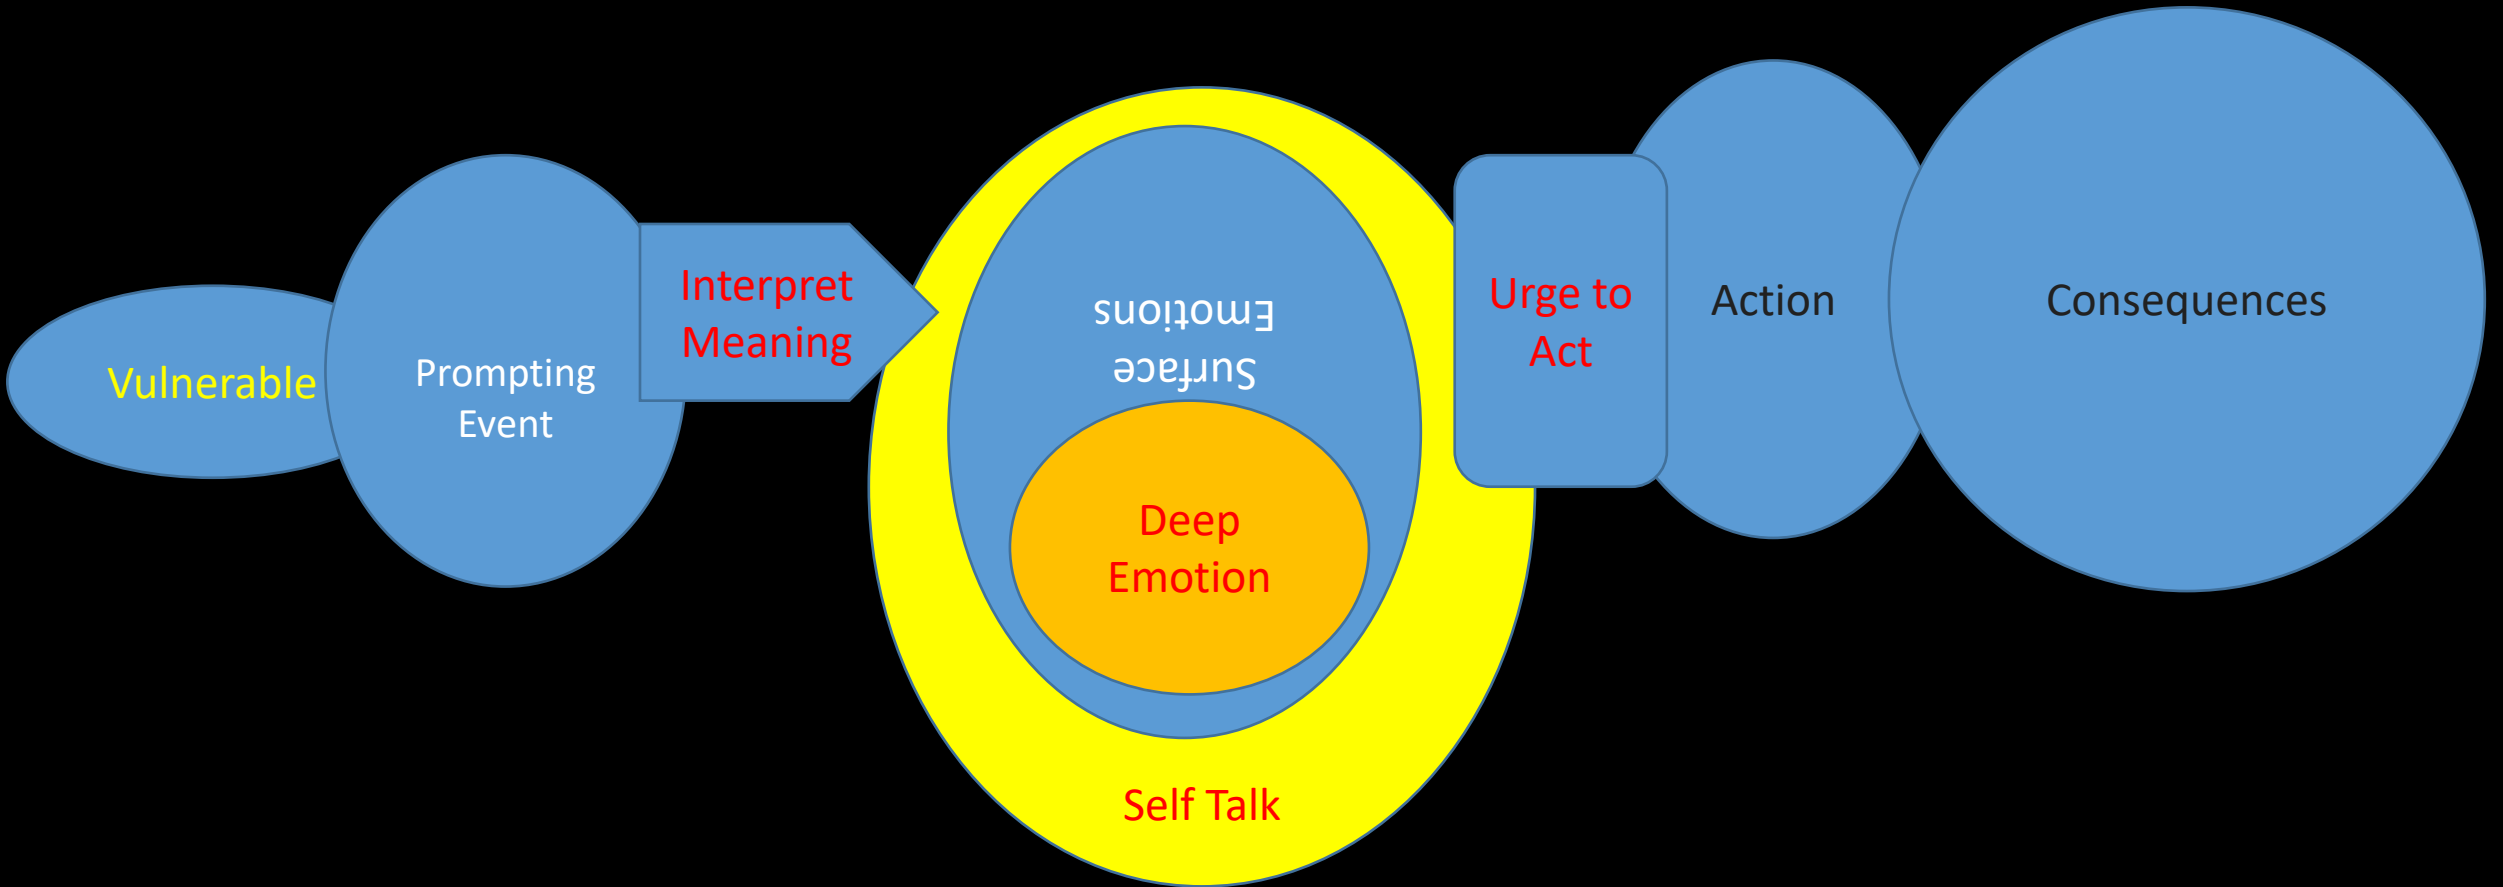 Vulnerable
Prompting
Event
Interpret
Meaning
Surface
Emotions
Deep
Emotion
Self Talk
Urge to
Act
Action
Consequences